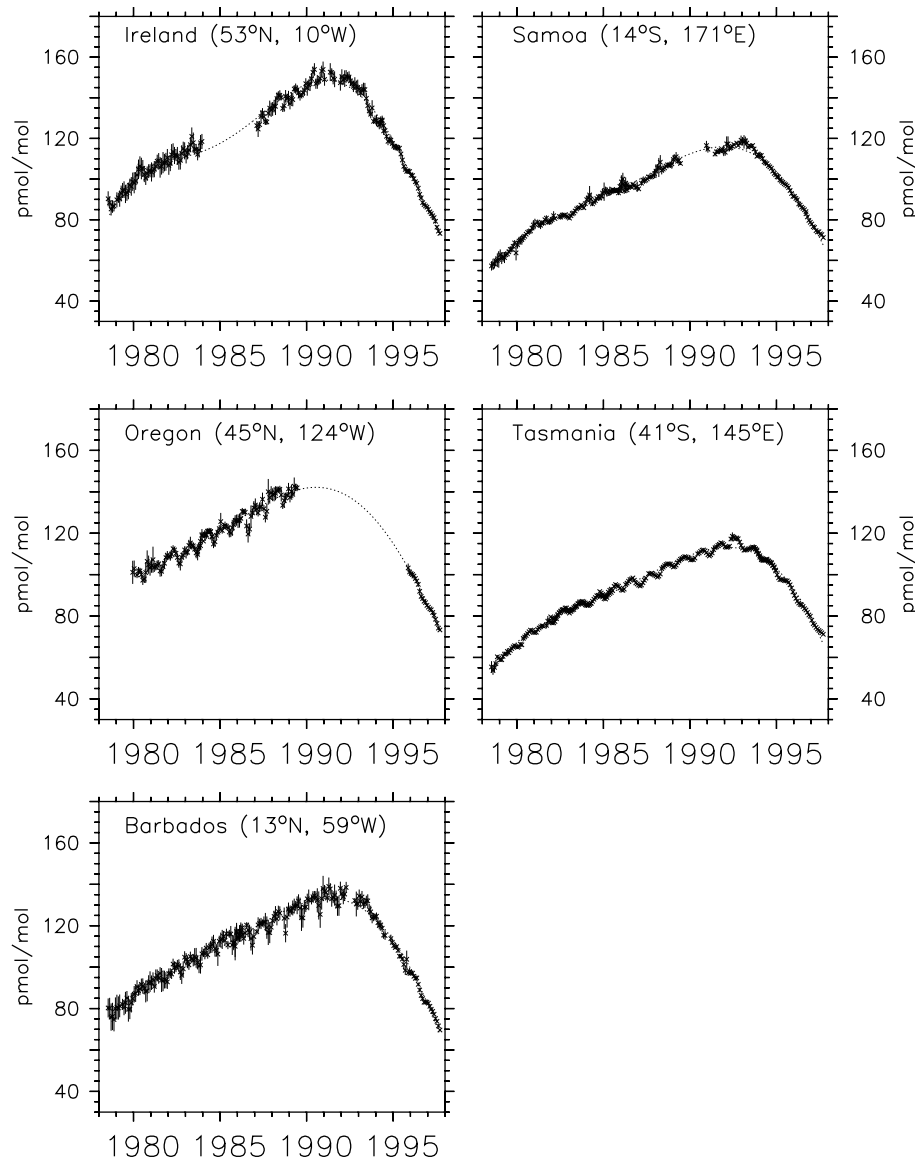 Ireland (53°N, 10°W)
160
120
80
40
pmol/mol
1980 1985 1990 1995
Samoa (14°S, 171°E)
160
120
80
40
pmol/mol
1980 1985 1990 1995
Oregon (45°N, 124°W)
160
120
80
40
pmol/mol
1980 1985 1990 1995
Tasmania (41°S, 145°E)
160
120
80
40
pmol/mol
1980 1985 1990 1995
Barbados (13°N, 59°W)
160
120
80
40
pmol/mol
1980 1985 1990 1995